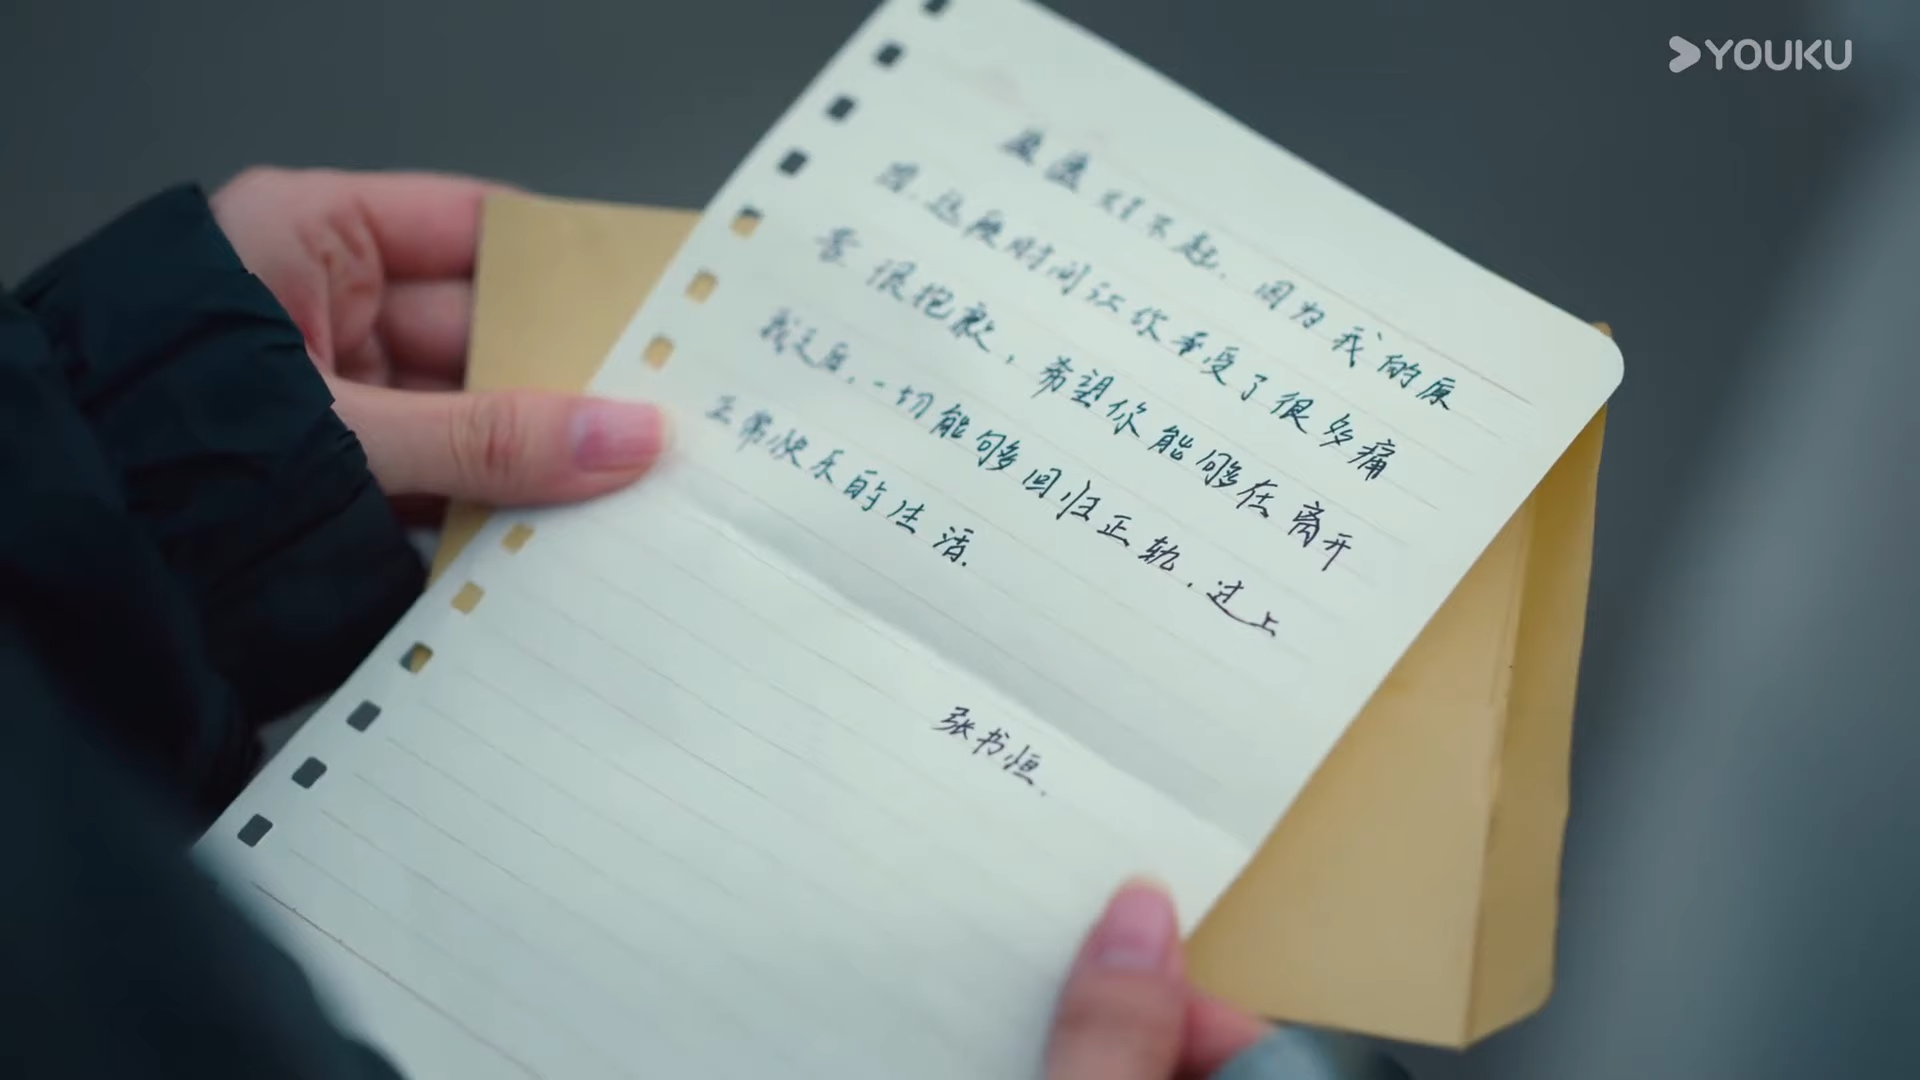 YOUKU
对不起，因为我的原
因，这段时间让你承受了很多痛
苦 很抱歉，希望你能够在离开
我之后，一切能够回归正轨，过上
正常快乐的生活.
张书恒.